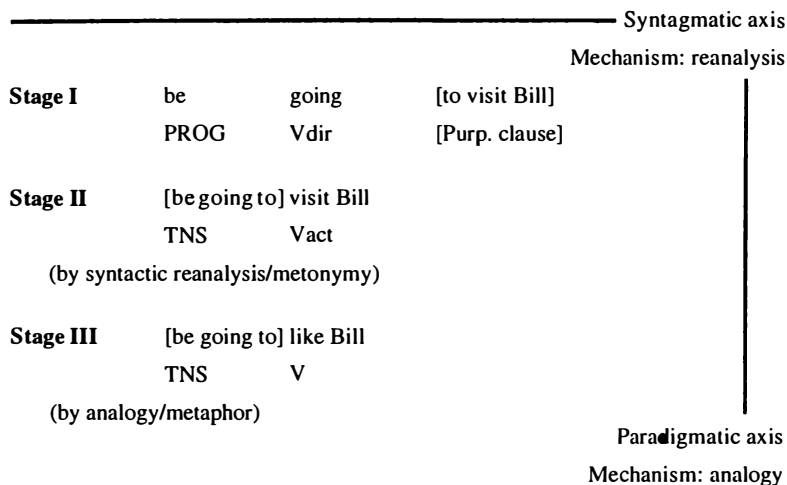 Syntagmatic axis
Mechanism: reanalysis
Stage I be going [to visit Bill]
PROG Vdir [Purp. clause]
Stage II [be going to] visit Bill
TNS Vact
(by syntactic reanalysis/metonymy)
Stage III [be going to] like Bill
TNS V
(by analogy/metaphor)
Paradigmatic axis
Mechanism: analogy